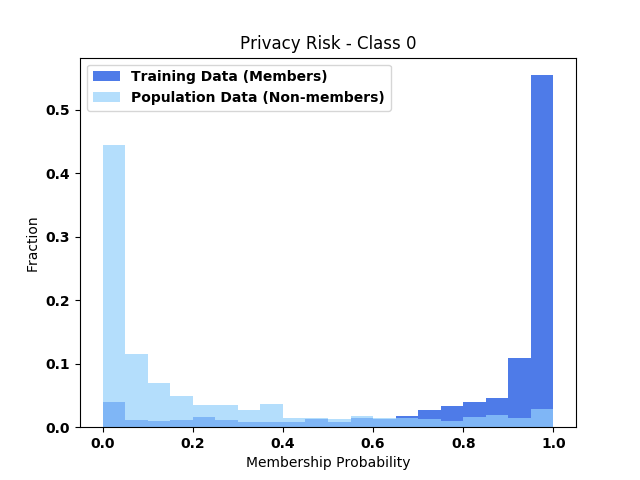 Privacy Risk - Class 0
Training Data (Members)
Population Data (Non-members)
Fraction
0.5
0.4
0.3
0.2
0.1
0.0
0.0 0.2 0.4 0.6 0.8 1.0
Membership Probability